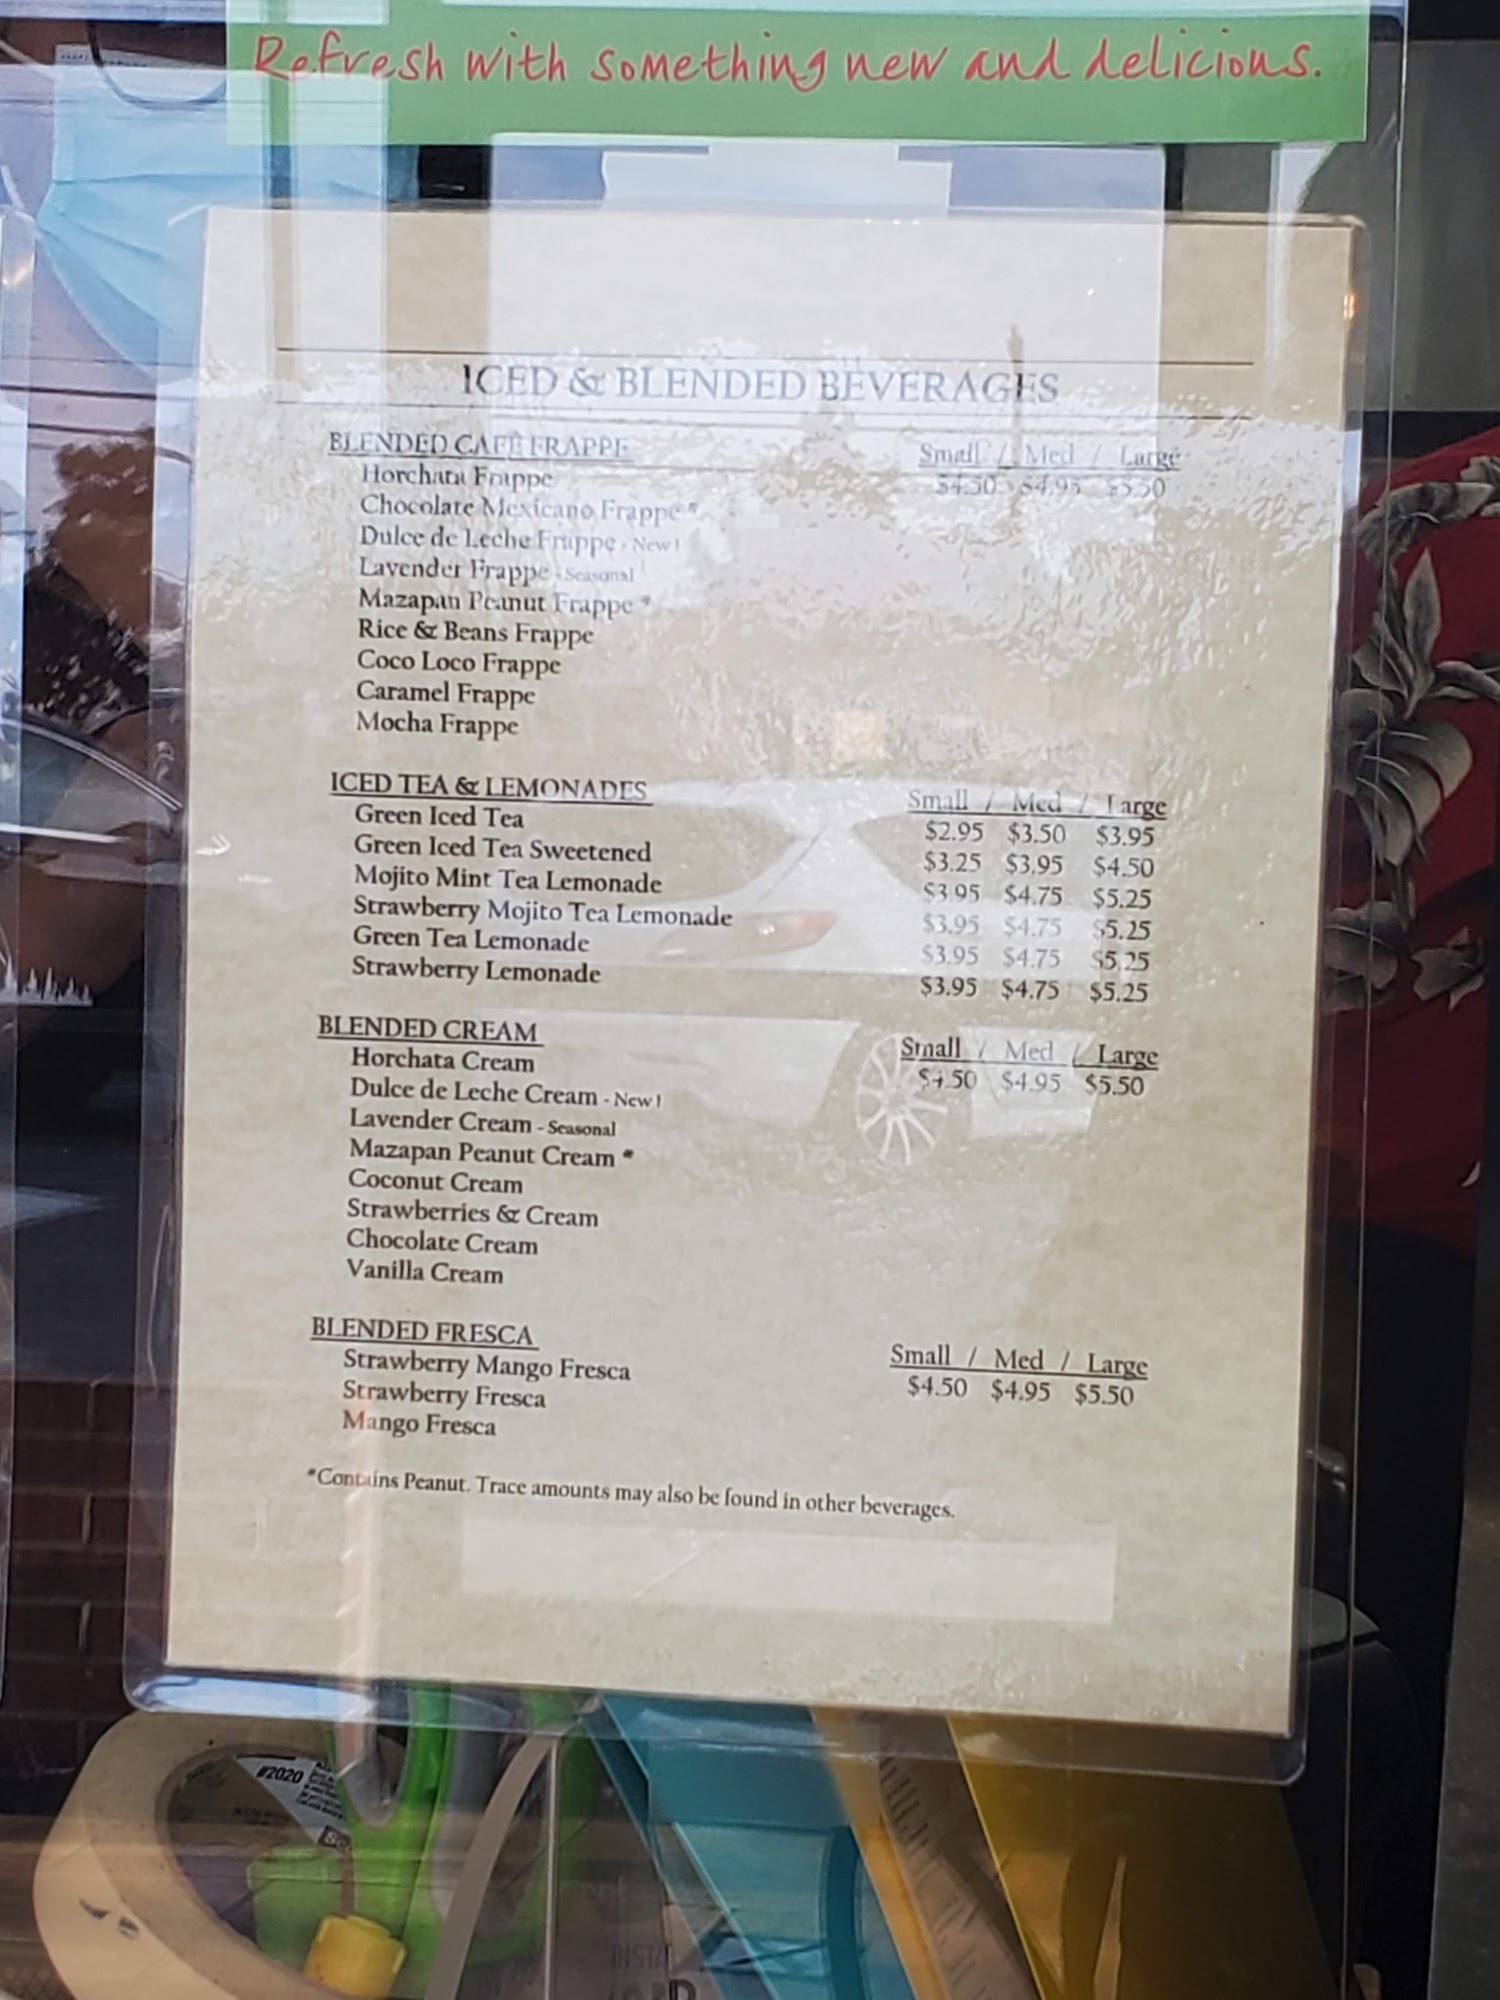 Refresh with something new and delicious.
ICED & BLENDED BEVERAGES
BLENDED CAFÉ FRAPPE Small / Med / Large
Horchata Frappe $4.50 $4.95 $5.50
Chocolate Mexicano Frappe *
Dulce de Leche Frappe - New!
Lavender Frappe - Seasonal
Mazapan Peanut Frappe *
Rice & Beans Frappe
Coco Loco Frappe
Caramel Frappe
Mocha Frappe
ICED TEA & LEMONADES Small / Med / Large
Green Iced Tea $2.95 $3.50 $3.95
Green Iced Tea Sweetened $3.25 $3.95 $4.50
Mojito Mint Tea Lemonade $3.95 $4.75 $5.25
Strawberry Mojito Tea Lemonade $3.95 $4.75 $5.25
Green Tea Lemonade $3.95 $4.75 $5.25
Strawberry Lemonade $3.95 $4.75 $5.25
BLENDED CREAM Small / Med / Large
Horchata Cream $4.50 $4.95 $5.50
Dulce de Leche Cream - New!
Lavender Cream - Seasonal
Mazapan Peanut Cream *
Coconut Cream
Strawberries & Cream
Chocolate Cream
Vanilla Cream
BLENDED FRESCA Small / Med / Large
Strawberry Mango Fresca $4.50 $4.95 $5.50
Strawberry Fresca
Mango Fresca
*Contains Peanut. Trace amounts may also be found in other beverages.
#2020